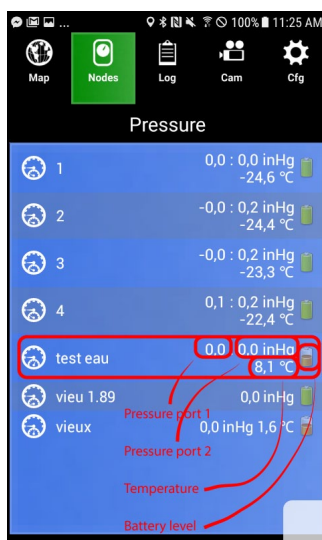 ... 100% 11:25 AM
Map Nodes Log Cam Cfg
Pressure
1 0,0 : 0,0 inHg
-24,6 °C
2 -0,0 : 0,2 inHg
-24,4 °C
3 -0,0 : 0,2 inHg
-23,3 °C
4 0,1 : 0,2 inHg
-22,4 °C
test eau 0,0 : 0,0 inHg
8,1 °C
vieu 1.89 0,0 inHg
Pressure port 1
vieux 0,0 inHg 1,6 °C
Pressure port 2
Temperature
Battery level